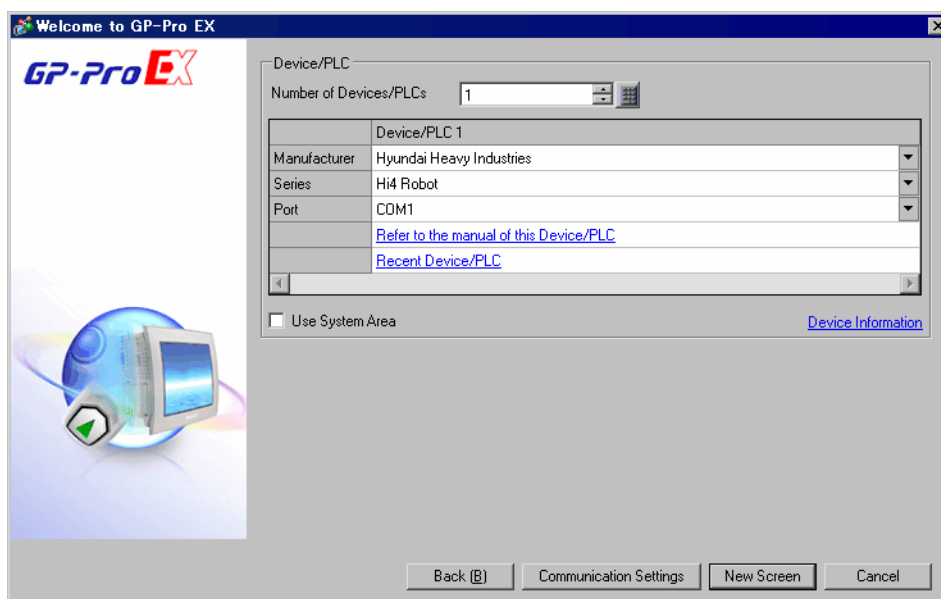 Welcome to GP-Pro EX
GP-Pro EX
Device/PLC
Number of Devices/PLCs 1
Device/PLC 1
Manufacturer Hyundai Heavy Industries
Series Hi4 Robot
Port COM1
Refer to the manual of this Device/PLC
Recent Device/PLC
Use System Area Device Information
Back (B) Communication Settings New Screen Cancel